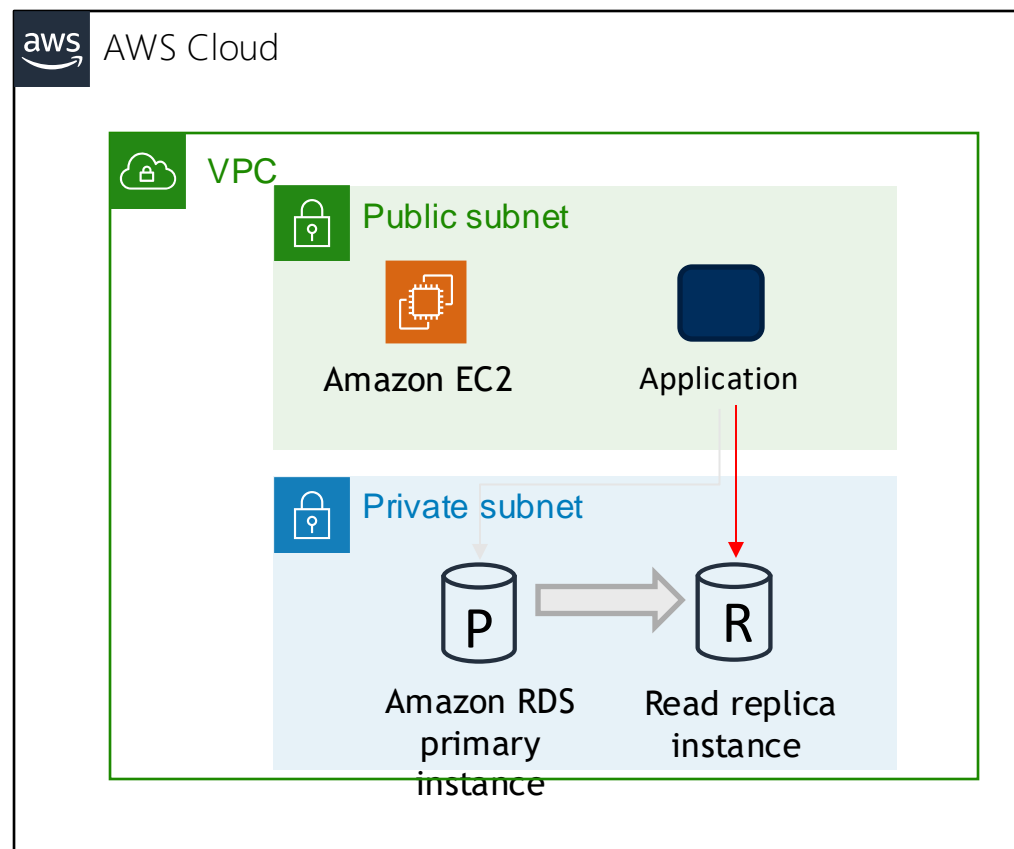 aws
AWS Cloud
VPC
Public subnet
Amazon EC2
Application
Private subnet
P
R
Amazon RDS
primary
instance
Read replica
instance